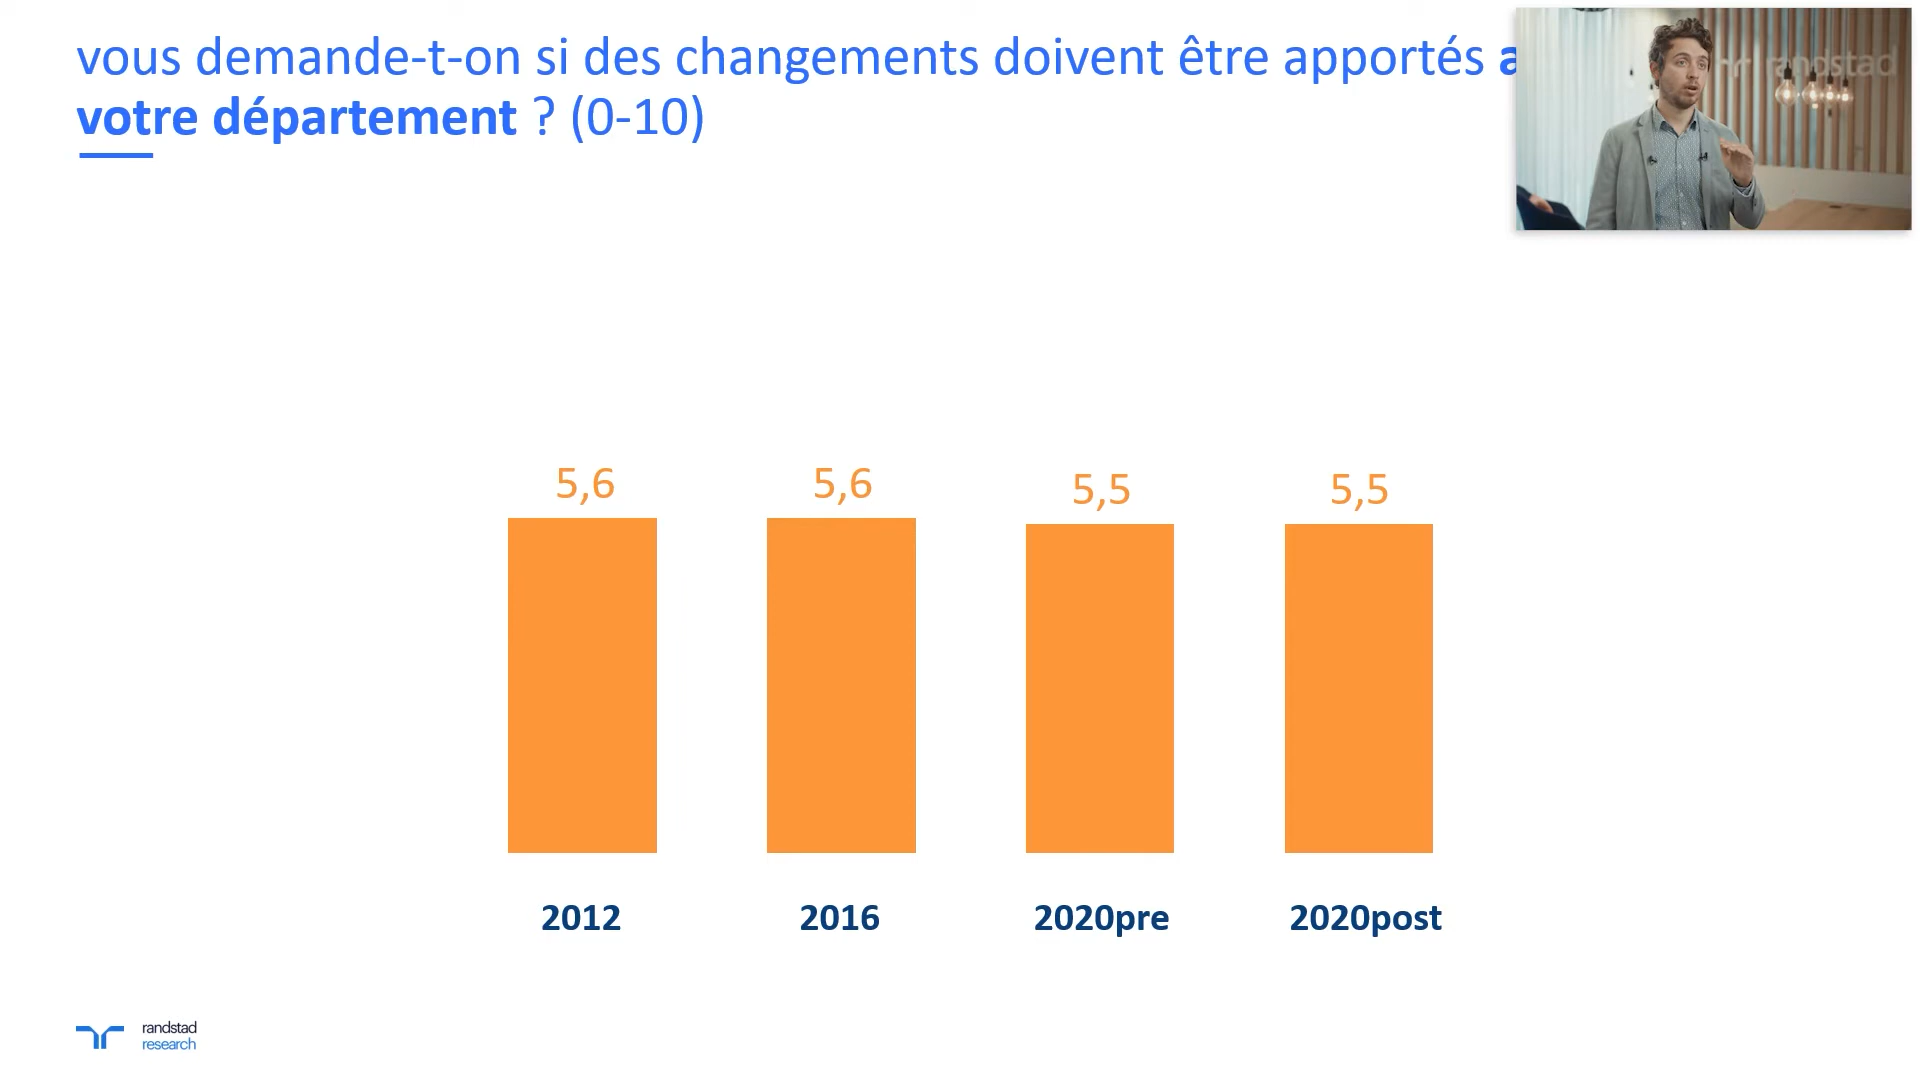 vous demande-t-on si des changements doivent être apportés
votre département ? (0-10)
randstad
5,6
5,6
5,5
5,5
2012
2016
2020pre
2020post
randstad
research